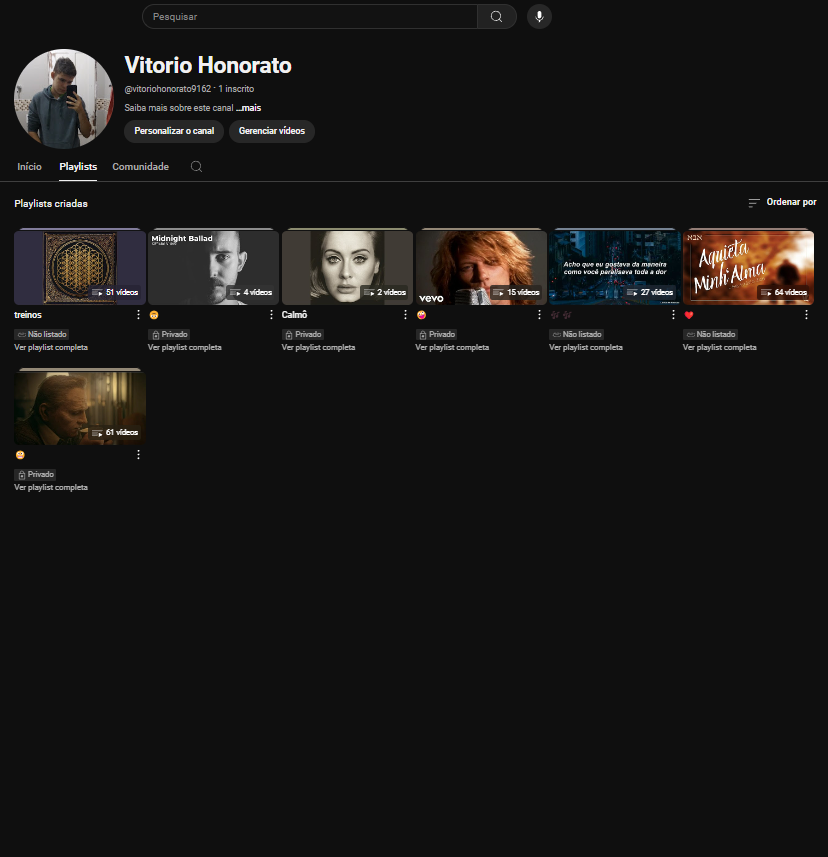 Pesquisar
Vitorio Honorato
@vitoriohonorato9162 · 1 inscrito
Saiba mais sobre este canal ...mais
Personalizar o canal
Gerenciar vídeos
Início
Playlists
Comunidade
Playlists criadas
Ordenar por
51 vídeos
Midnight Ballad
4 vídeos
2 vídeos
vevo
15 vídeos
Acho que eu gostava da maneira
como você paralisava toda a dor
27 vídeos
אבא
Aquieta
Minh'Alma
64 vídeos
treinos
🤠
Calmô
🤪
🎶 🎶
❤️
Não listado
Privado
Privado
Privado
Não listado
Não listado
Ver playlist completa
Ver playlist completa
Ver playlist completa
Ver playlist completa
Ver playlist completa
Ver playlist completa
61 vídeos
Privado
Ver playlist completa